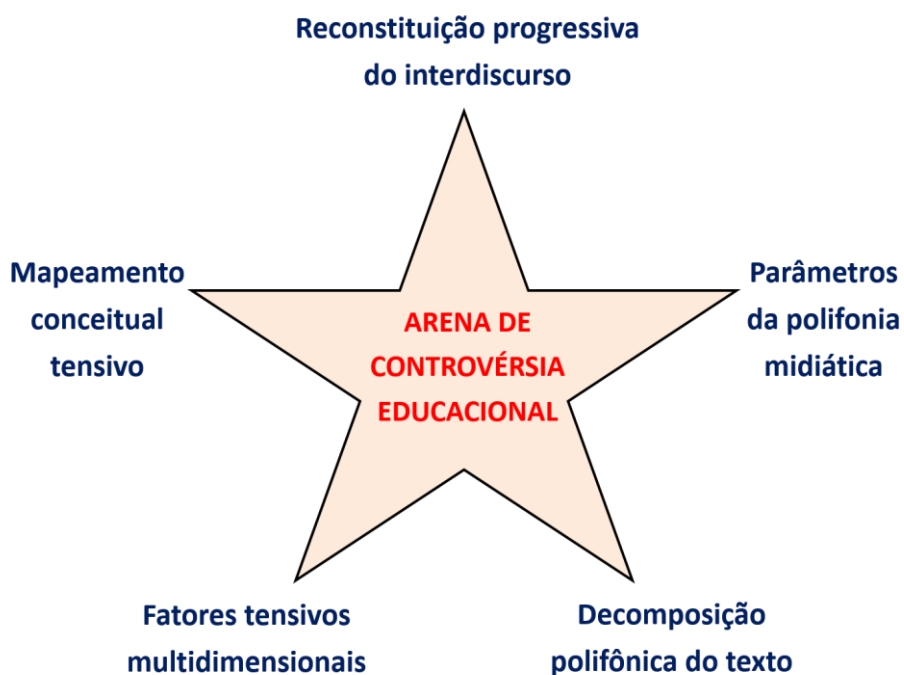 Reconstituição progressiva
do interdiscurso
Mapeamento
conceitual
tensivo
ARENA DE
CONTROVÉRSIA
EDUCACIONAL
Parâmetros
da polifonia
midiática
Fatores tensivos
multidimensionais
Decomposição
polifônica do texto